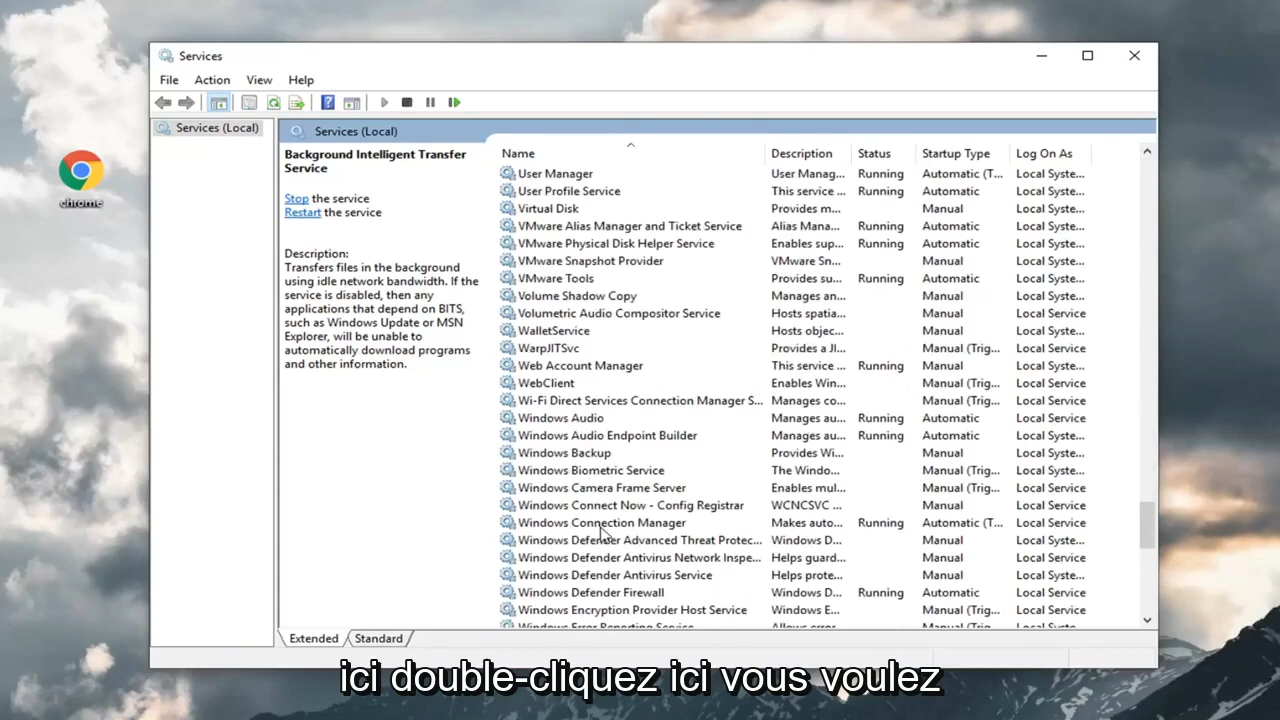 Services
File Action View Help
Services (Local)
Services (Local)
chrome
Background Intelligent Transfer
Service
Stop the service
Restart the service
Description:
Transfers files in the background
using idle network bandwidth. If the
service is disabled, then any
applications that depend on BITS,
such as Windows Update or MSN
Explorer, will be unable to
automatically download programs
and other information.
Name Description Status Startup Type Log On As
User Manager User Manag... Running Automatic (T... Local Syste...
User Profile Service This service ... Running Automatic Local Syste...
Virtual Disk Provides m... Manual Local Syste...
VMware Alias Manager and Ticket Service Alias Mana... Running Automatic Local Syste...
VMware Physical Disk Helper Service Enables sup... Running Automatic Local Syste...
VMware Snapshot Provider VMware Sn... Manual Local Syste...
VMware Tools Provides su... Running Automatic Local Syste...
Volume Shadow Copy Manages an... Manual Local Syste...
Volumetric Audio Compositor Service Hosts spatia... Manual Local Service
WalletService Hosts objec... Manual Local Syste...
WarpJITSvc Provides a JI... Manual (Trig... Local Service
Web Account Manager This service ... Running Manual Local Syste...
WebClient Enables Win... Manual (Trig... Local Service
Wi-Fi Direct Services Connection Manager S... Manages co... Manual (Trig... Local Service
Windows Audio Manages au... Running Automatic Local Service
Windows Audio Endpoint Builder Manages au... Running Automatic Local Syste...
Windows Backup Provides Wi... Manual Local Syste...
Windows Biometric Service The Windo... Manual (Trig... Local Syste...
Windows Camera Frame Server Enables mul... Manual (Trig... Local Service
Windows Connect Now - Config Registrar WCNCSVC ... Manual Local Service
Windows Connection Manager Makes auto... Running Automatic (T... Local Service
Windows Defender Advanced Threat Protec... Windows D... Manual Local Syste...
Windows Defender Antivirus Network Inspe... Helps guard... Manual Local Service
Windows Defender Antivirus Service Helps prote... Manual Local Syste...
Windows Defender Firewall Windows D... Running Automatic Local Service
Windows Encryption Provider Host Service Windows E... Manual (Trig... Local Service
Windows Error Reporting Service Allows error...
Extended Standard
ici double-cliquez ici vous voulez